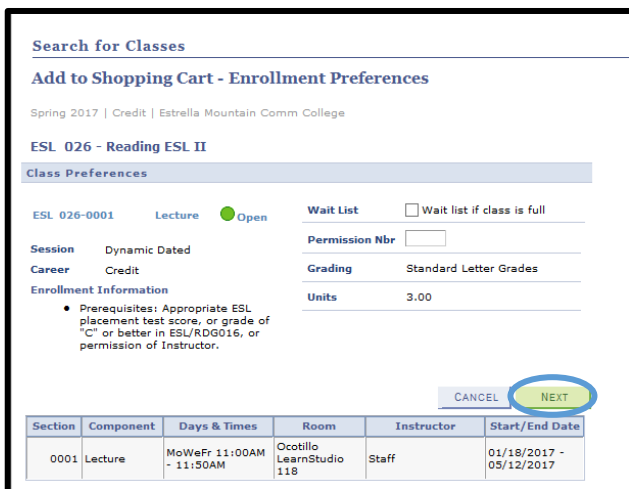 Search for Classes
Add to Shopping Cart - Enrollment Preferences
Spring 2017 | Credit | Estrella Mountain Comm College
ESL 026 - Reading ESL II
Class Preferences
ESL 026-0001 Lecture Open
Session Dynamic Dated
Career Credit
Enrollment Information
• Prerequisites: Appropriate ESL
placement test score, or grade of
"C" or better in ESL/RDG016, or
permission of Instructor.
Wait List Wait list if class is full
Permission Nbr
Grading Standard Letter Grades
Units 3.00
CANCEL NEXT
Section Component Days & Times Room Instructor Start/End Date
0001 Lecture MoWeFr 11:00AM - 11:50AM Ocotillo LearnStudio 118 Staff 01/18/2017 - 05/12/2017